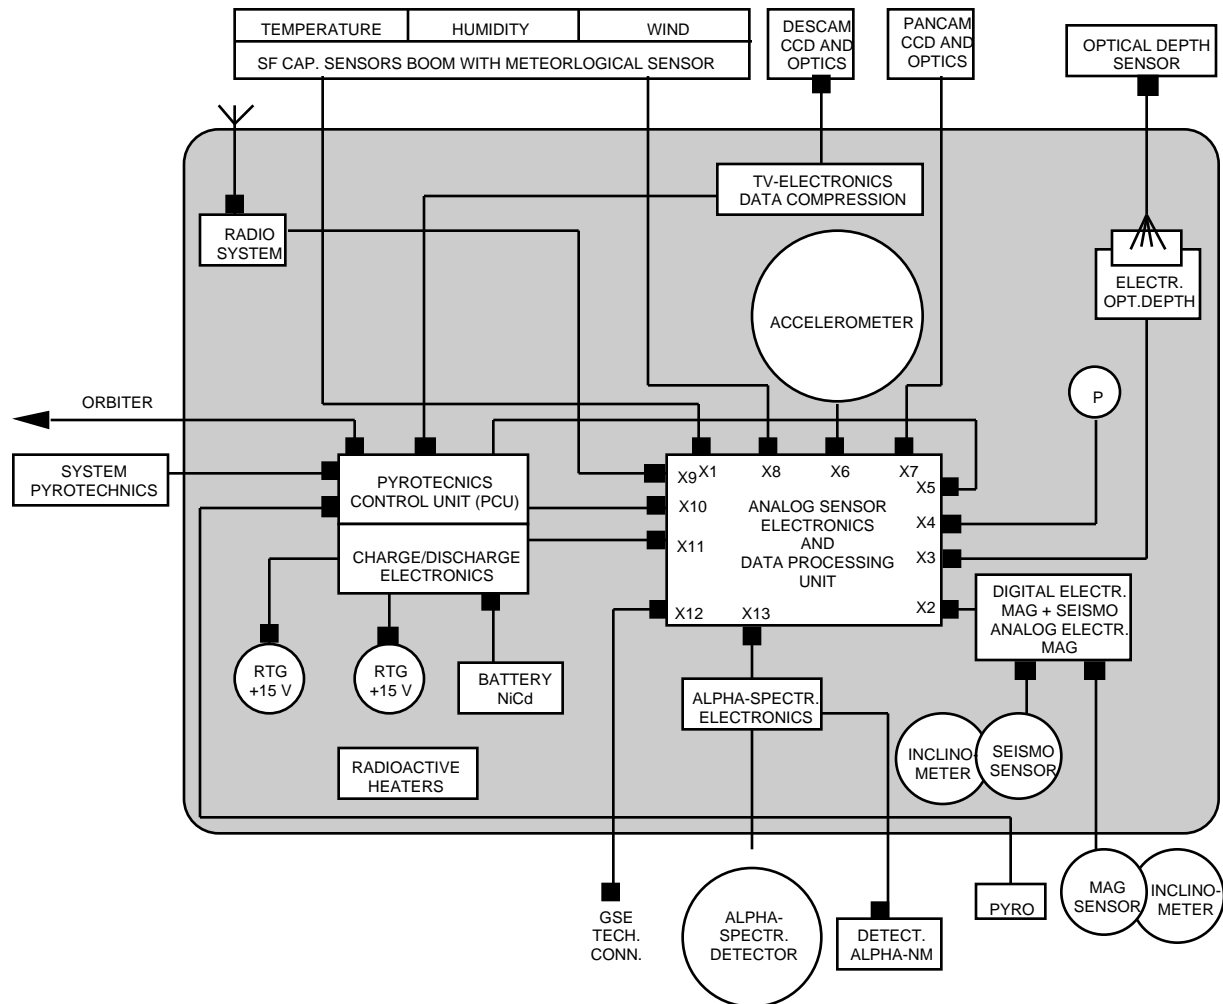 TEMPERATURE
HUMIDITY
WIND
SF CAP. SENSORS BOOM WITH METEORLOGICAL SENSOR
DESCAM
CCD AND
OPTICS
PANCAM
CCD AND
OPTICS
OPTICAL DEPTH
SENSOR
TV-ELECTRONICS
DATA COMPRESSION
RADIO
SYSTEM
ELECTR.
OPT.DEPTH
ACCELEROMETER
P
ORBITER
SYSTEM
PYROTECHNICS
PYROTECNICS
CONTROL UNIT (PCU)
CHARGE/DISCHARGE
ELECTRONICS
X9
X1
X8
X6
X7
X5
X10
X4
X11
X3
X12
X13
X2
ANALOG SENSOR
ELECTRONICS
AND
DATA PROCESSING
UNIT
DIGITAL ELECTR.
MAG + SEISMO
ANALOG ELECTR.
MAG
RTG
+15 V
RTG
+15 V
BATTERY
NiCd
ALPHA-SPECTR.
ELECTRONICS
RADIOACTIVE
HEATERS
INCLINO-
METER
SEISMO
SENSOR
GSE
TECH.
CONN.
ALPHA-
SPECTR.
DETECTOR
DETECT.
ALPHA-NM
PYRO
MAG
SENSOR
INCLINO-
METER